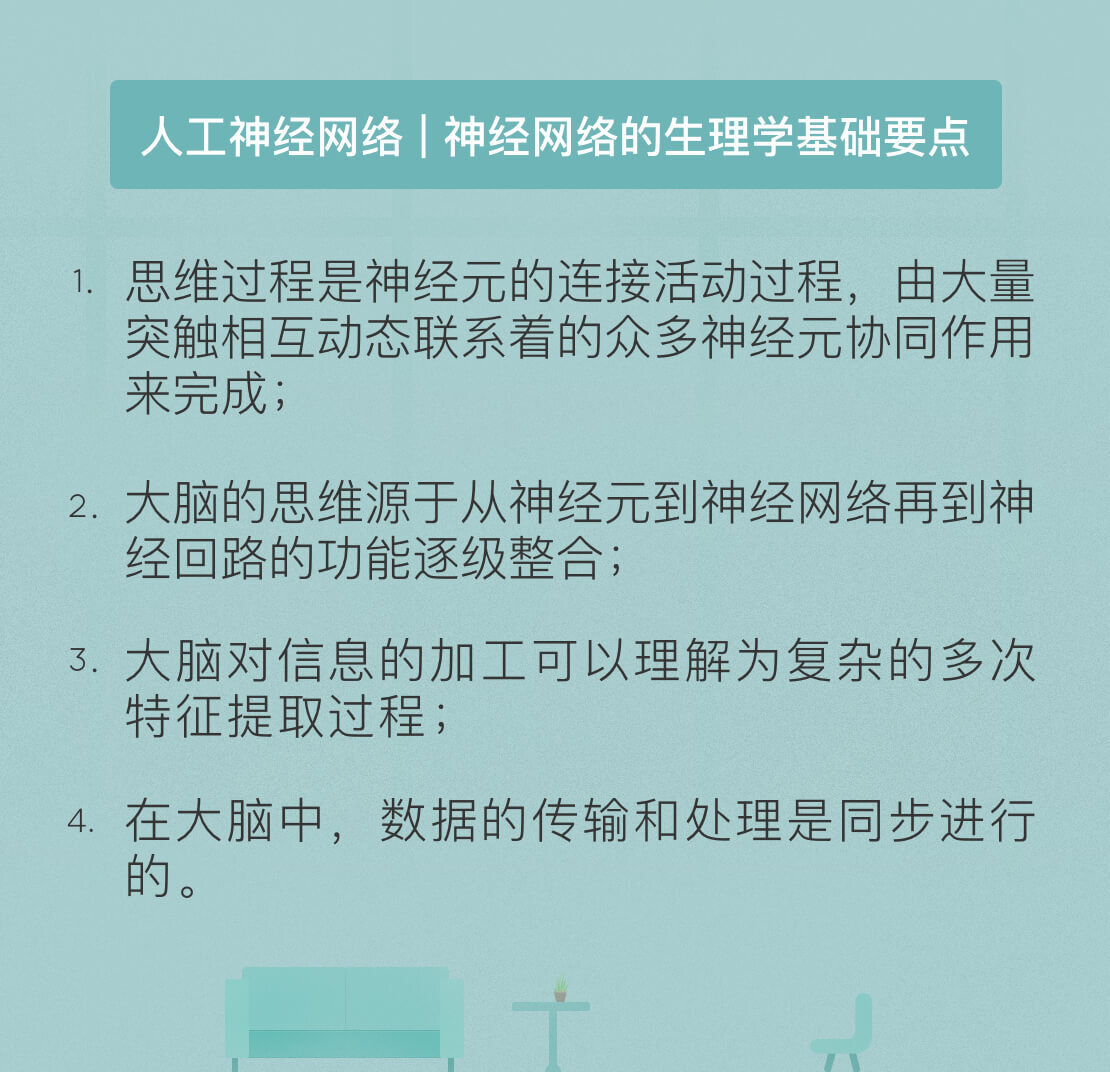 人工神经网络 | 神经网络的生理学基础要点
1. 思维过程是神经元的连接活动过程，由大量
突触相互动态联系着的众多神经元协同作用
来完成；
2. 大脑的思维源于从神经元到神经网络再到神
经回路的功能逐级整合；
3. 大脑对信息的加工可以理解为复杂的多次
特征提取过程；
4. 在大脑中，数据的传输和处理是同步进行
的。